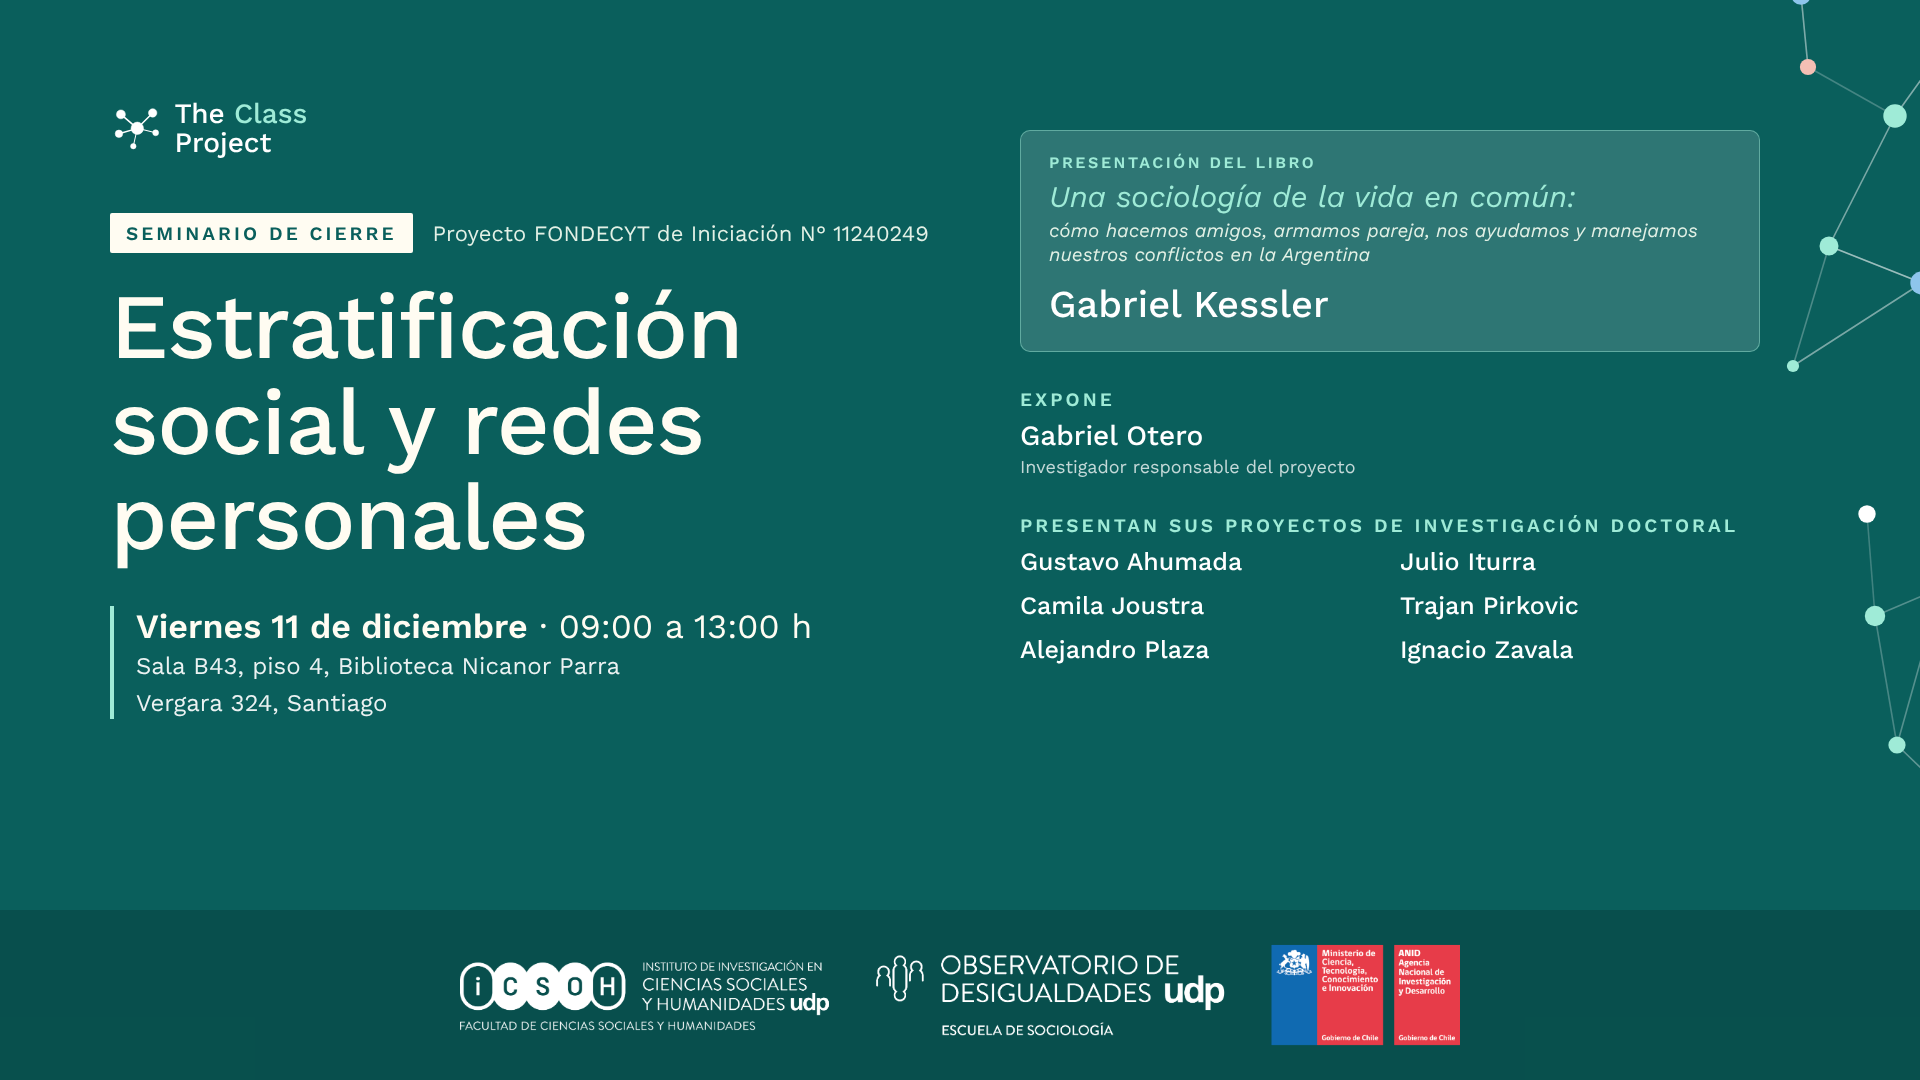 The Class
Project
SEMINARIO DE CIERRE
Proyecto FONDECYT de Iniciación N° 11240249
Estratificación
social y redes
personales
Viernes 11 de diciembre · 09:00 a 13:00 h
Sala B43, piso 4, Biblioteca Nicanor Parra
Vergara 324, Santiago
PRESENTACIÓN DEL LIBRO
Una sociología de la vida en común:
cómo hacemos amigos, armamos pareja, nos ayudamos y manejamos
nuestros conflictos en la Argentina
Gabriel Kessler
EXPONE
Gabriel Otero
Investigador responsable del proyecto
PRESENTAN SUS PROYECTOS DE INVESTIGACIÓN DOCTORAL
Gustavo Ahumada
Julio Iturra
Camila Joustra
Trajan Pirkovic
Alejandro Plaza
Ignacio Zavala
iCSOH
INSTITUTO DE INVESTIGACIÓN EN
CIENCIAS SOCIALES
Y HUMANIDADES udp
FACULTAD DE CIENCIAS SOCIALES Y HUMANIDADES
OBSERVATORIO DE
DESIGUALDADES udp
ESCUELA DE SOCIOLOGÍA
Ministerio de
Ciencia,
Tecnología,
Conocimiento
e Innovación
Gobierno de Chile
ANID
Agencia
Nacional de
Investigación
y Desarrollo
Gobierno de Chile